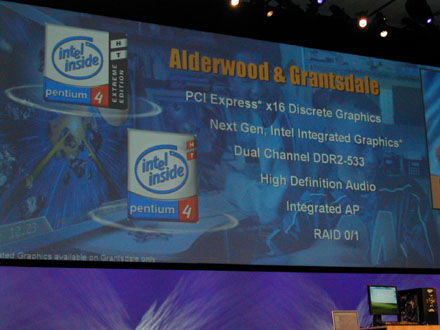 Alderwood & Grantsdale
intel inside
pentium 4
HT
EXTREME EDITION
PCI Express* x16 Discrete Graphics
Next Gen, Intel Integrated Graphics*
Dual Channel DDR2-533
High Definition Audio
Integrated AP
RAID 0/1
intel inside
pentium 4
HT
Graphics available on Grantsdale only